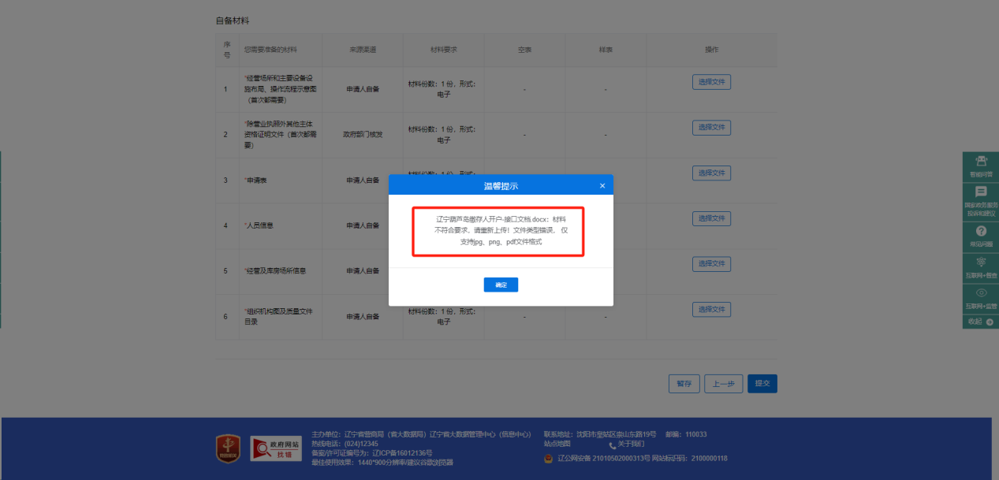 自备材料
序号 您需要准备的材料 来源渠道 材料要求 空表 样表 操作
1 *经营场所和主要设备设施布局、操作流程示意图（首次都需要） 申请人自备 材料份数：1 份，形式：电子 - - 选择文件
2 *除营业执照外其他主体资格证明文件（首次都需要） 政府部门核发 材料份数：1 份，形式：电子 - - 选择文件
3 *申请表 申请人自备 选择文件
4 *人员信息 申请人自备 选择文件
5 *经营及库房场所信息 申请人自备 选择文件
6 *组织机构图及质量文件目录 申请人自备 材料份数：1 份，形式：电子 - - 选择文件
温馨提示 ×
辽宁葫芦岛缴存人开户-接口文档.docx：材料
不符合要求，请重新上传！文件类型错误， 仅
支持jpg、png、pdf文件格式
确定
暂存 上一步 提交
智能问答
国家政务服务
投诉和建议
常见问题
互联网+督查
互联网+监管
收起
政府网站
找错
主办单位：辽宁省营商局（省大数据局）辽宁省大数据管理中心（信息中心）
热线电话：(024)12345
备案/许可证编号为：辽ICP备16012136号
最佳使用效果：1440*900分辨率/建议谷歌浏览器
联系地址：沈阳市皇姑区崇山东路19号 邮编：110033
站点地图 关于我们
辽公网安备 21010502000313号 网站标识码：2100000118